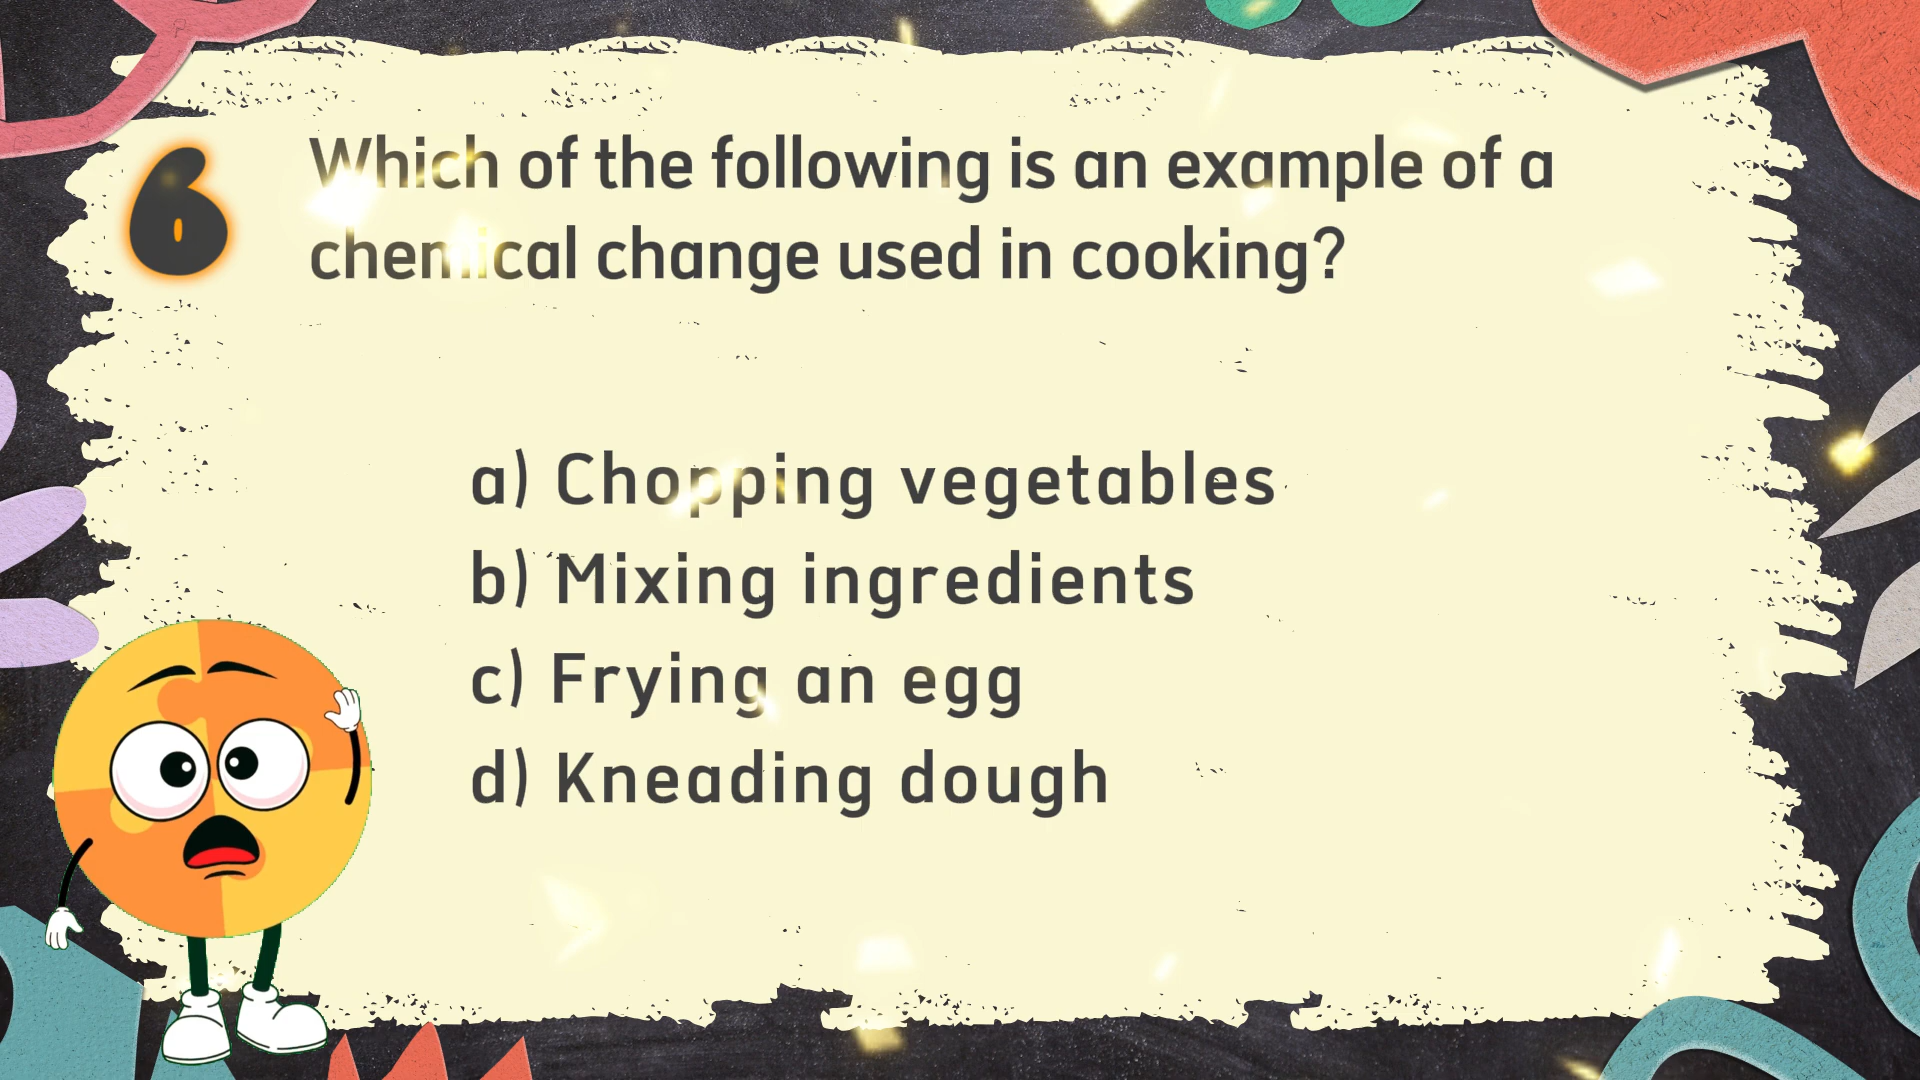 6
Which of the following is an example of a
chemical change used in cooking?
a) Chopping vegetables
b) Mixing ingredients
c) Frying an egg
d) Kneading dough